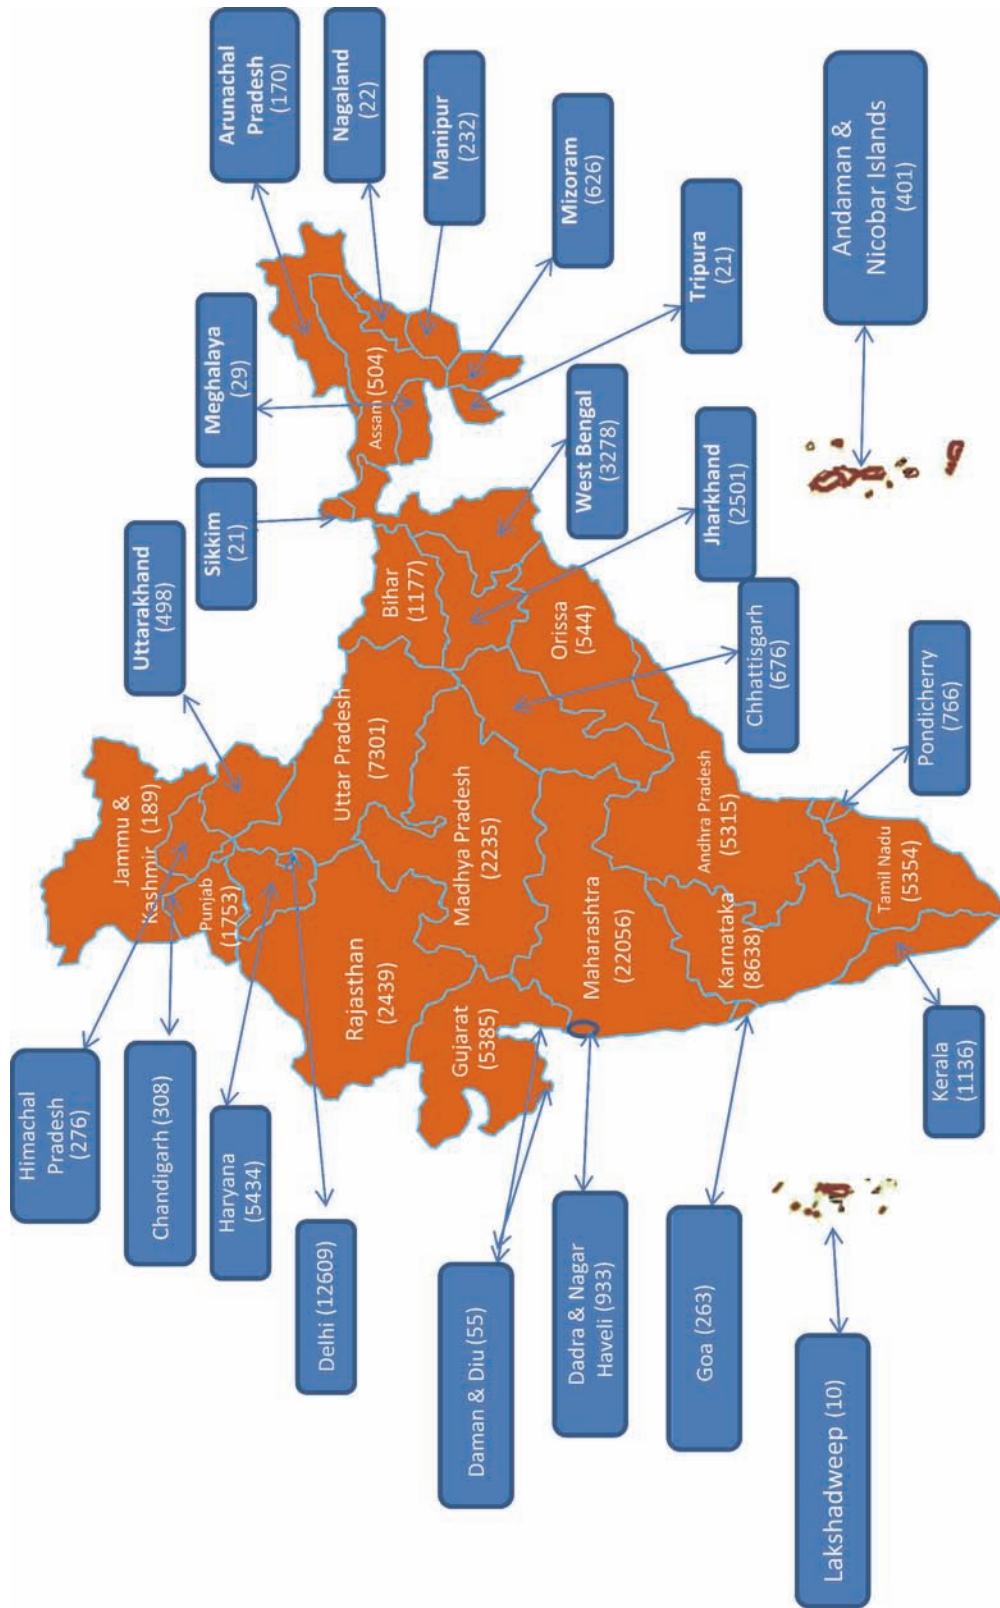 Jammu &
Kashmir (189)
Himachal
Pradesh
(276)
Punjab
(1753)
Chandigarh (308)
Uttarakhand
(498)
Haryana
(5434)
Delhi (12609)
Rajasthan
(2439)
Uttar Pradesh
(7301)
Bihar
(1177)
Sikkim
(21)
Meghalaya
(29)
Assam (504)
Arunachal
Pradesh
(170)
Nagaland
(22)
Manipur
(232)
Mizoram
(626)
Tripura
(21)
West Bengal
(3278)
Jharkhand
(2501)
Orissa
(544)
Chhattisgarh
(676)
Madhya Pradesh
(2235)
Gujarat
(5385)
Daman & Diu (55)
Dadra & Nagar
Haveli (933)
Maharashtra
(22056)
Andhra Pradesh
(5315)
Karnataka
(8638)
Goa (263)
Tamil Nadu
(5354)
Pondicherry
(766)
Kerala
(1136)
Lakshadweep (10)
Andaman &
Nicobar Islands
(401)